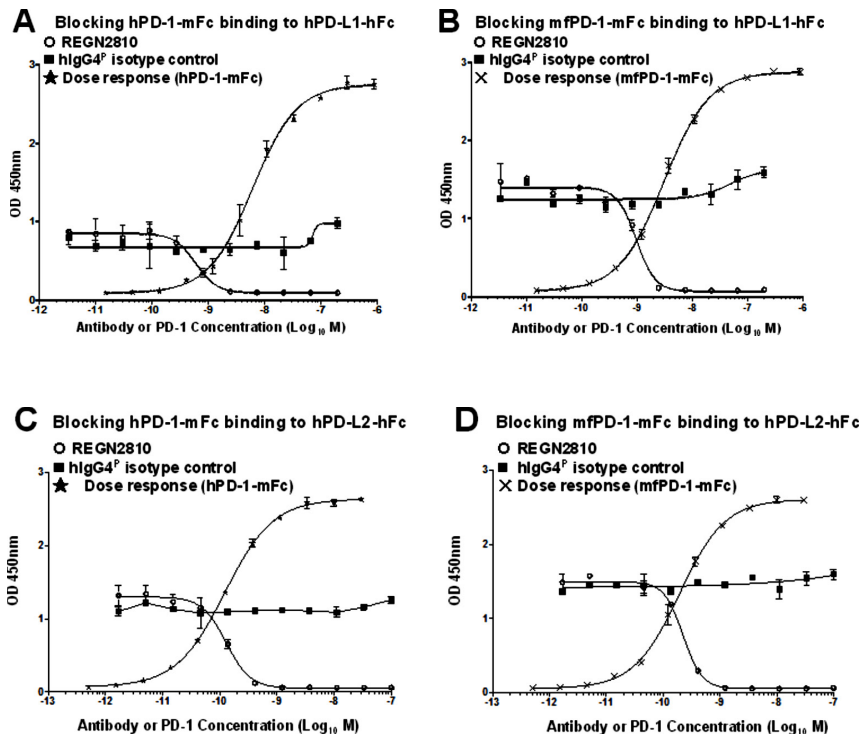 A Blocking hPD-1-mFc binding to hPD-L1-hFc
REGN2810
hIgG4ᴾ isotype control
Dose response (hPD-1-mFc)
OD 450nm
3
2
1
0
-12 -11 -10 -9 -8 -7 -6
Antibody or PD-1 Concentration (Log₁₀ M)
B Blocking mfPD-1-mFc binding to hPD-L1-hFc
REGN2810
hIgG4ᴾ isotype control
Dose response (mfPD-1-mFc)
OD 450nm
3
2
1
0
-12 -11 -10 -9 -8 -7 -6
Antibody or PD-1 Concentration (Log₁₀ M)
C Blocking hPD-1-mFc binding to hPD-L2-hFc
REGN2810
hIgG4ᴾ isotype control
Dose response (hPD-1-mFc)
OD 450nm
3
2
1
0
-13 -12 -11 -10 -9 -8 -7
Antibody or PD-1 Concentration (Log₁₀ M)
D Blocking mfPD-1-mFc binding to hPD-L2-hFc
REGN2810
hIgG4ᴾ isotype control
Dose response (mfPD-1-mFc)
OD 450nm
3
2
1
0
-13 -12 -11 -10 -9 -8 -7
Antibody or PD-1 Concentration (Log₁₀ M)